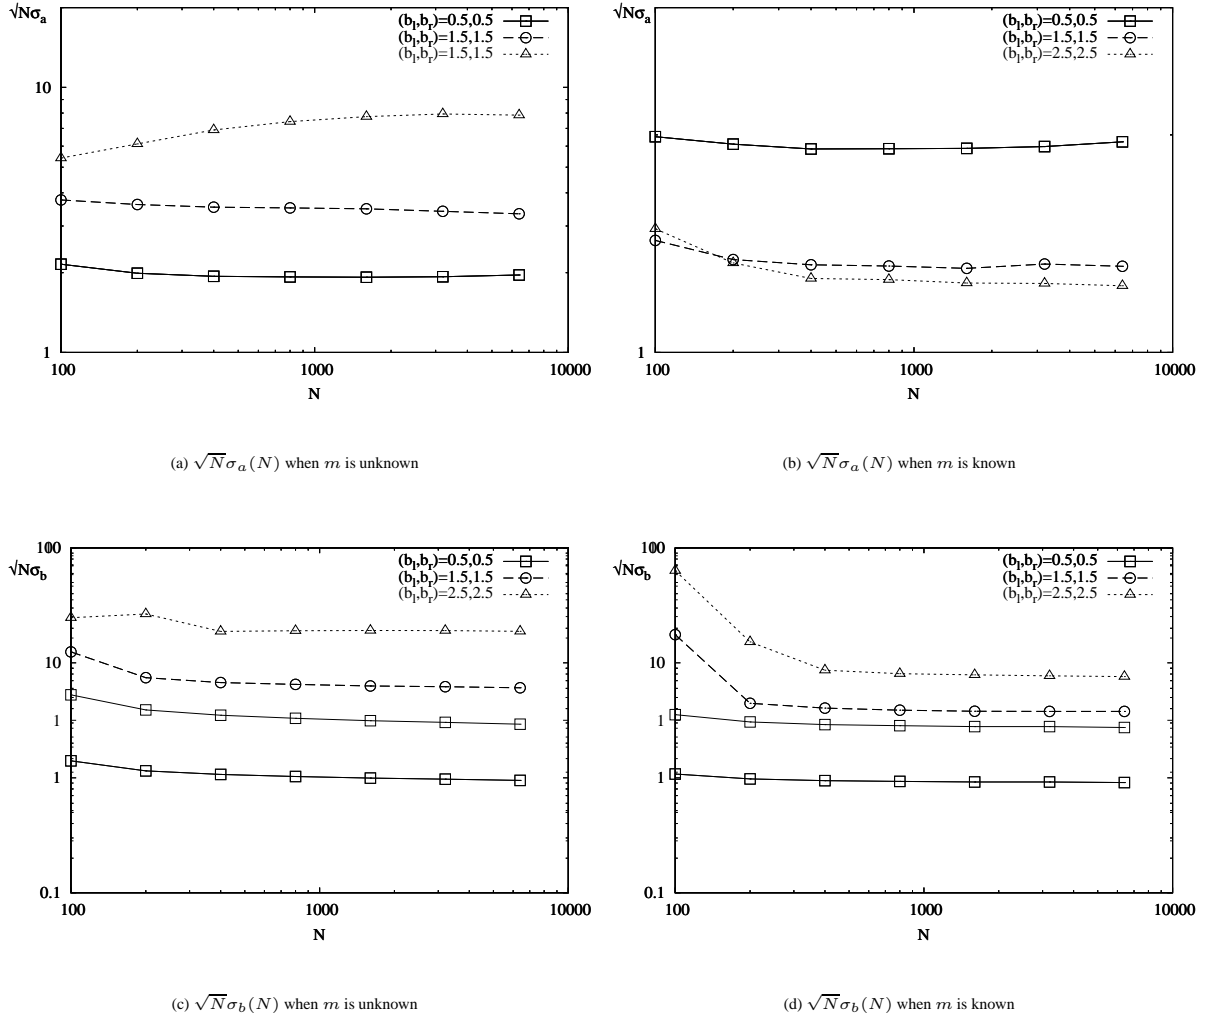 √Nσa
(bl,br)=0.5,0.5
(bl,br)=1.5,1.5
(bl,br)=1.5,1.5
10
1
100
1000
10000
N
(a) √Nσa(N) when m is unknown
√Nσa
(bl,br)=0.5,0.5
(bl,br)=1.5,1.5
(bl,br)=2.5,2.5
1
100
1000
10000
N
(b) √Nσa(N) when m is known
100
√Nσb
(bl,br)=0.5,0.5
(bl,br)=1.5,1.5
(bl,br)=2.5,2.5
10
1
1
0.1
100
1000
10000
N
(c) √Nσb(N) when m is unknown
100
√Nσb
(bl,br)=0.5,0.5
(bl,br)=1.5,1.5
(bl,br)=2.5,2.5
10
1
1
0.1
100
1000
10000
N
(d) √Nσb(N) when m is known